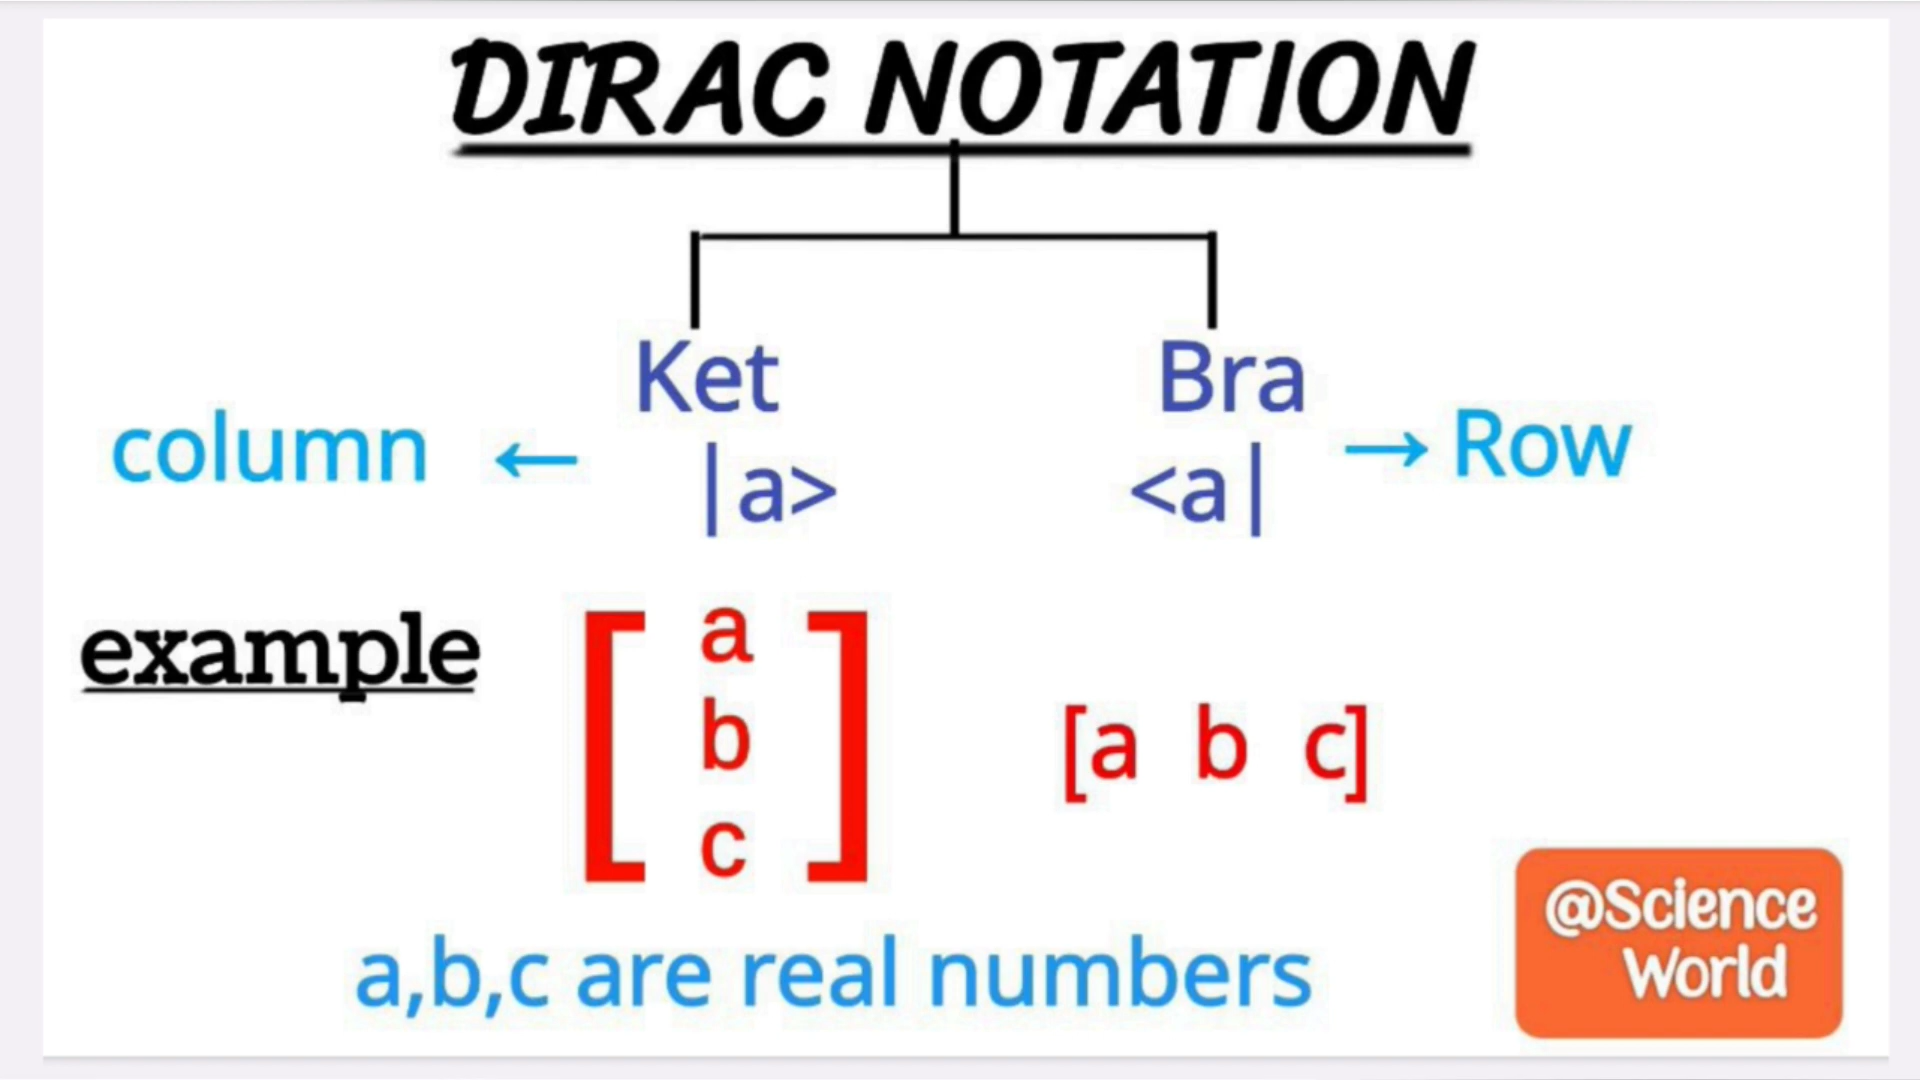 DIRAC NOTATION
Ket
Bra
column ←
→ Row
|a>
<a|
example
[ a
b
c ]
[a b c]
a,b,c are real numbers
@Science
World